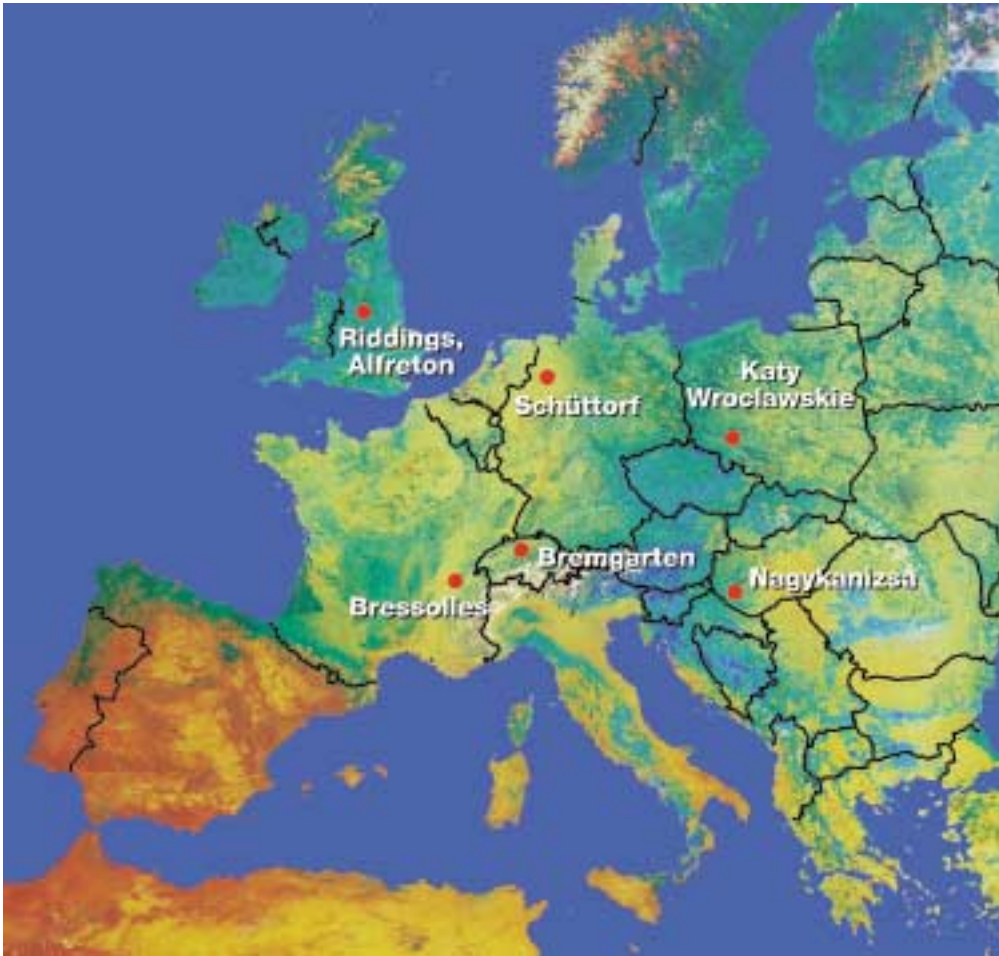 Riddings,
Alfreton
Schüttorf
Katy
Wroclawskie
Bremgarten
Nagykanizsa
Bressolles